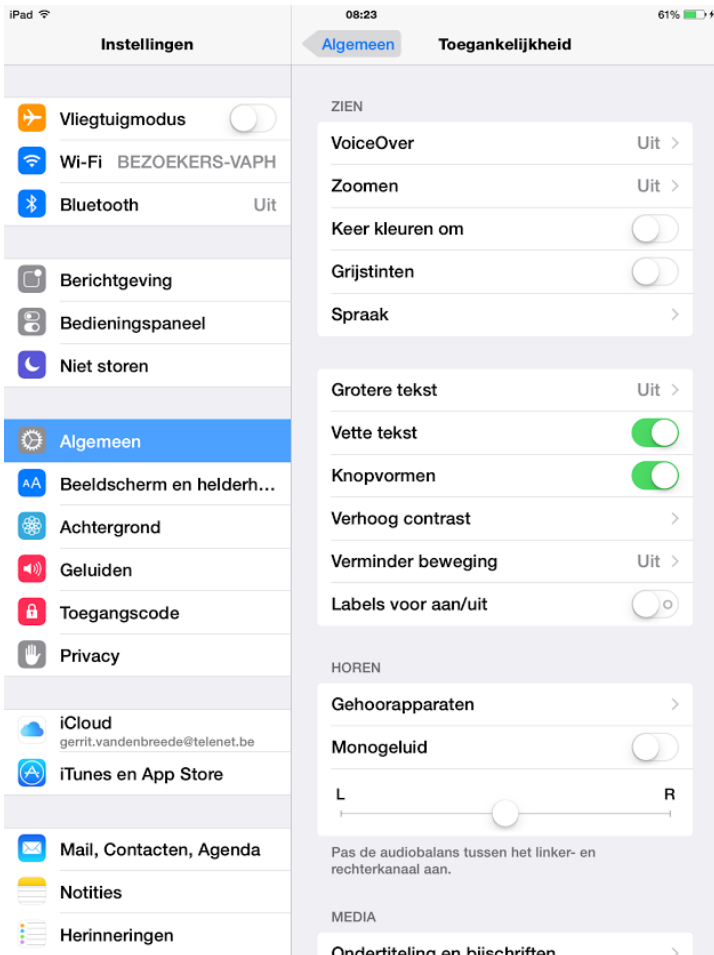 iPad
08:23
61%
Instellingen
Algemeen
Toegankelijkheid
Vliegtuigmodus
Wi-Fi BEZOEKERS-VAPH
Bluetooth Uit
Berichtgeving
Bedieningspaneel
Niet storen
Algemeen
AA Beeldscherm en helderh...
Achtergrond
Geluiden
Toegangscode
Privacy
iCloud
gerrit.vandenbreede@telenet.be
iTunes en App Store
Mail, Contacten, Agenda
Notities
Herinneringen
ZIEN
VoiceOver Uit
Zoomen Uit
Keer kleuren om
Grijstinten
Spraak
Grotere tekst Uit
Vette tekst
Knopvormen
Verhoog contrast
Verminder beweging Uit
Labels voor aan/uit
HOREN
Gehoorapparaten
Monogeluid
L R
Pas de audiobalans tussen het linker- en
rechterkanaal aan.
MEDIA
Ondertiteling en bijschriften